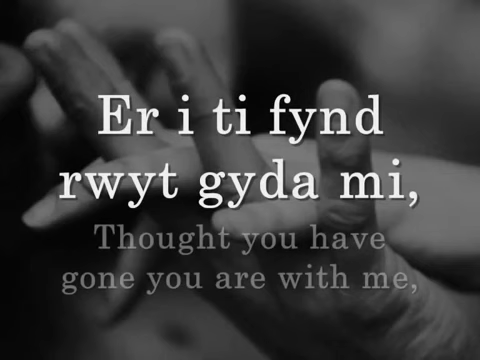 Er i ti fynd
rwyt gyda mi,
Thought you have
gone you are with me,